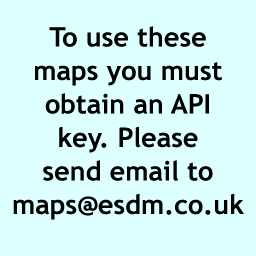 To use these
maps you must
obtain an API
key. Please
send email to
maps@esdm.co.uk